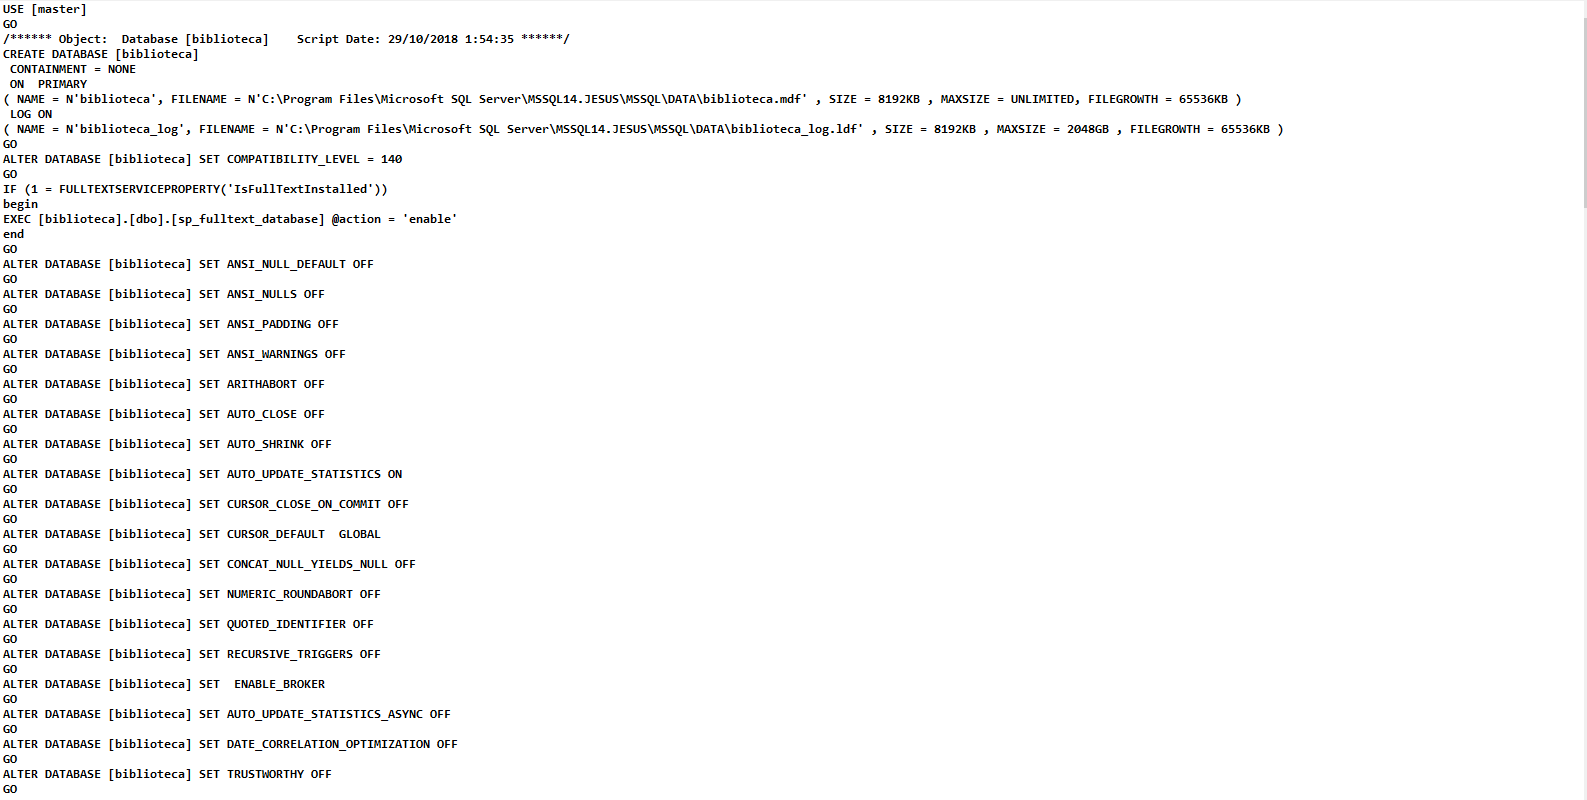 USE [master]
GO
/****** Object:  Database [biblioteca]    Script Date: 29/10/2018 1:54:35 ******/
CREATE DATABASE [biblioteca]
 CONTAINMENT = NONE
 ON  PRIMARY
( NAME = N'biblioteca', FILENAME = N'C:\Program Files\Microsoft SQL Server\MSSQL14.JESUS\MSSQL\DATA\biblioteca.mdf' , SIZE = 8192KB , MAXSIZE = UNLIMITED, FILEGROWTH = 65536KB )
 LOG ON
( NAME = N'biblioteca_log', FILENAME = N'C:\Program Files\Microsoft SQL Server\MSSQL14.JESUS\MSSQL\DATA\biblioteca_log.ldf' , SIZE = 8192KB , MAXSIZE = 2048GB , FILEGROWTH = 65536KB )
GO
ALTER DATABASE [biblioteca] SET COMPATIBILITY_LEVEL = 140
GO
IF (1 = FULLTEXTSERVICEPROPERTY('IsFullTextInstalled'))
begin
EXEC [biblioteca].[dbo].[sp_fulltext_database] @action = 'enable'
end
GO
ALTER DATABASE [biblioteca] SET ANSI_NULL_DEFAULT OFF
GO
ALTER DATABASE [biblioteca] SET ANSI_NULLS OFF
GO
ALTER DATABASE [biblioteca] SET ANSI_PADDING OFF
GO
ALTER DATABASE [biblioteca] SET ANSI_WARNINGS OFF
GO
ALTER DATABASE [biblioteca] SET ARITHABORT OFF
GO
ALTER DATABASE [biblioteca] SET AUTO_CLOSE OFF
GO
ALTER DATABASE [biblioteca] SET AUTO_SHRINK OFF
GO
ALTER DATABASE [biblioteca] SET AUTO_UPDATE_STATISTICS ON
GO
ALTER DATABASE [biblioteca] SET CURSOR_CLOSE_ON_COMMIT OFF
GO
ALTER DATABASE [biblioteca] SET CURSOR_DEFAULT  GLOBAL
GO
ALTER DATABASE [biblioteca] SET CONCAT_NULL_YIELDS_NULL OFF
GO
ALTER DATABASE [biblioteca] SET NUMERIC_ROUNDABORT OFF
GO
ALTER DATABASE [biblioteca] SET QUOTED_IDENTIFIER OFF
GO
ALTER DATABASE [biblioteca] SET RECURSIVE_TRIGGERS OFF
GO
ALTER DATABASE [biblioteca] SET  ENABLE_BROKER
GO
ALTER DATABASE [biblioteca] SET AUTO_UPDATE_STATISTICS_ASYNC OFF
GO
ALTER DATABASE [biblioteca] SET DATE_CORRELATION_OPTIMIZATION OFF
GO
ALTER DATABASE [biblioteca] SET TRUSTWORTHY OFF
GO